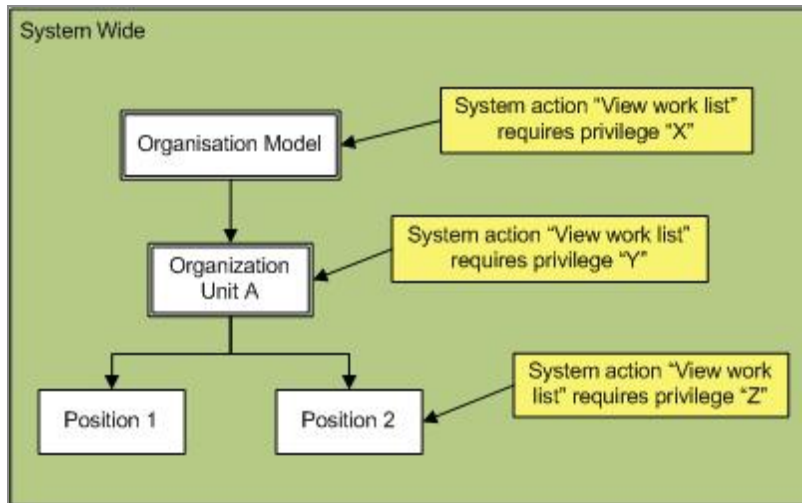 System Wide
System action “View work list”
requires privilege “X”
Organisation Model
System action “View work list”
requires privilege “Y”
Organization
Unit A
System action “View work
list” requires privilege “Z”
Position 1
Position 2